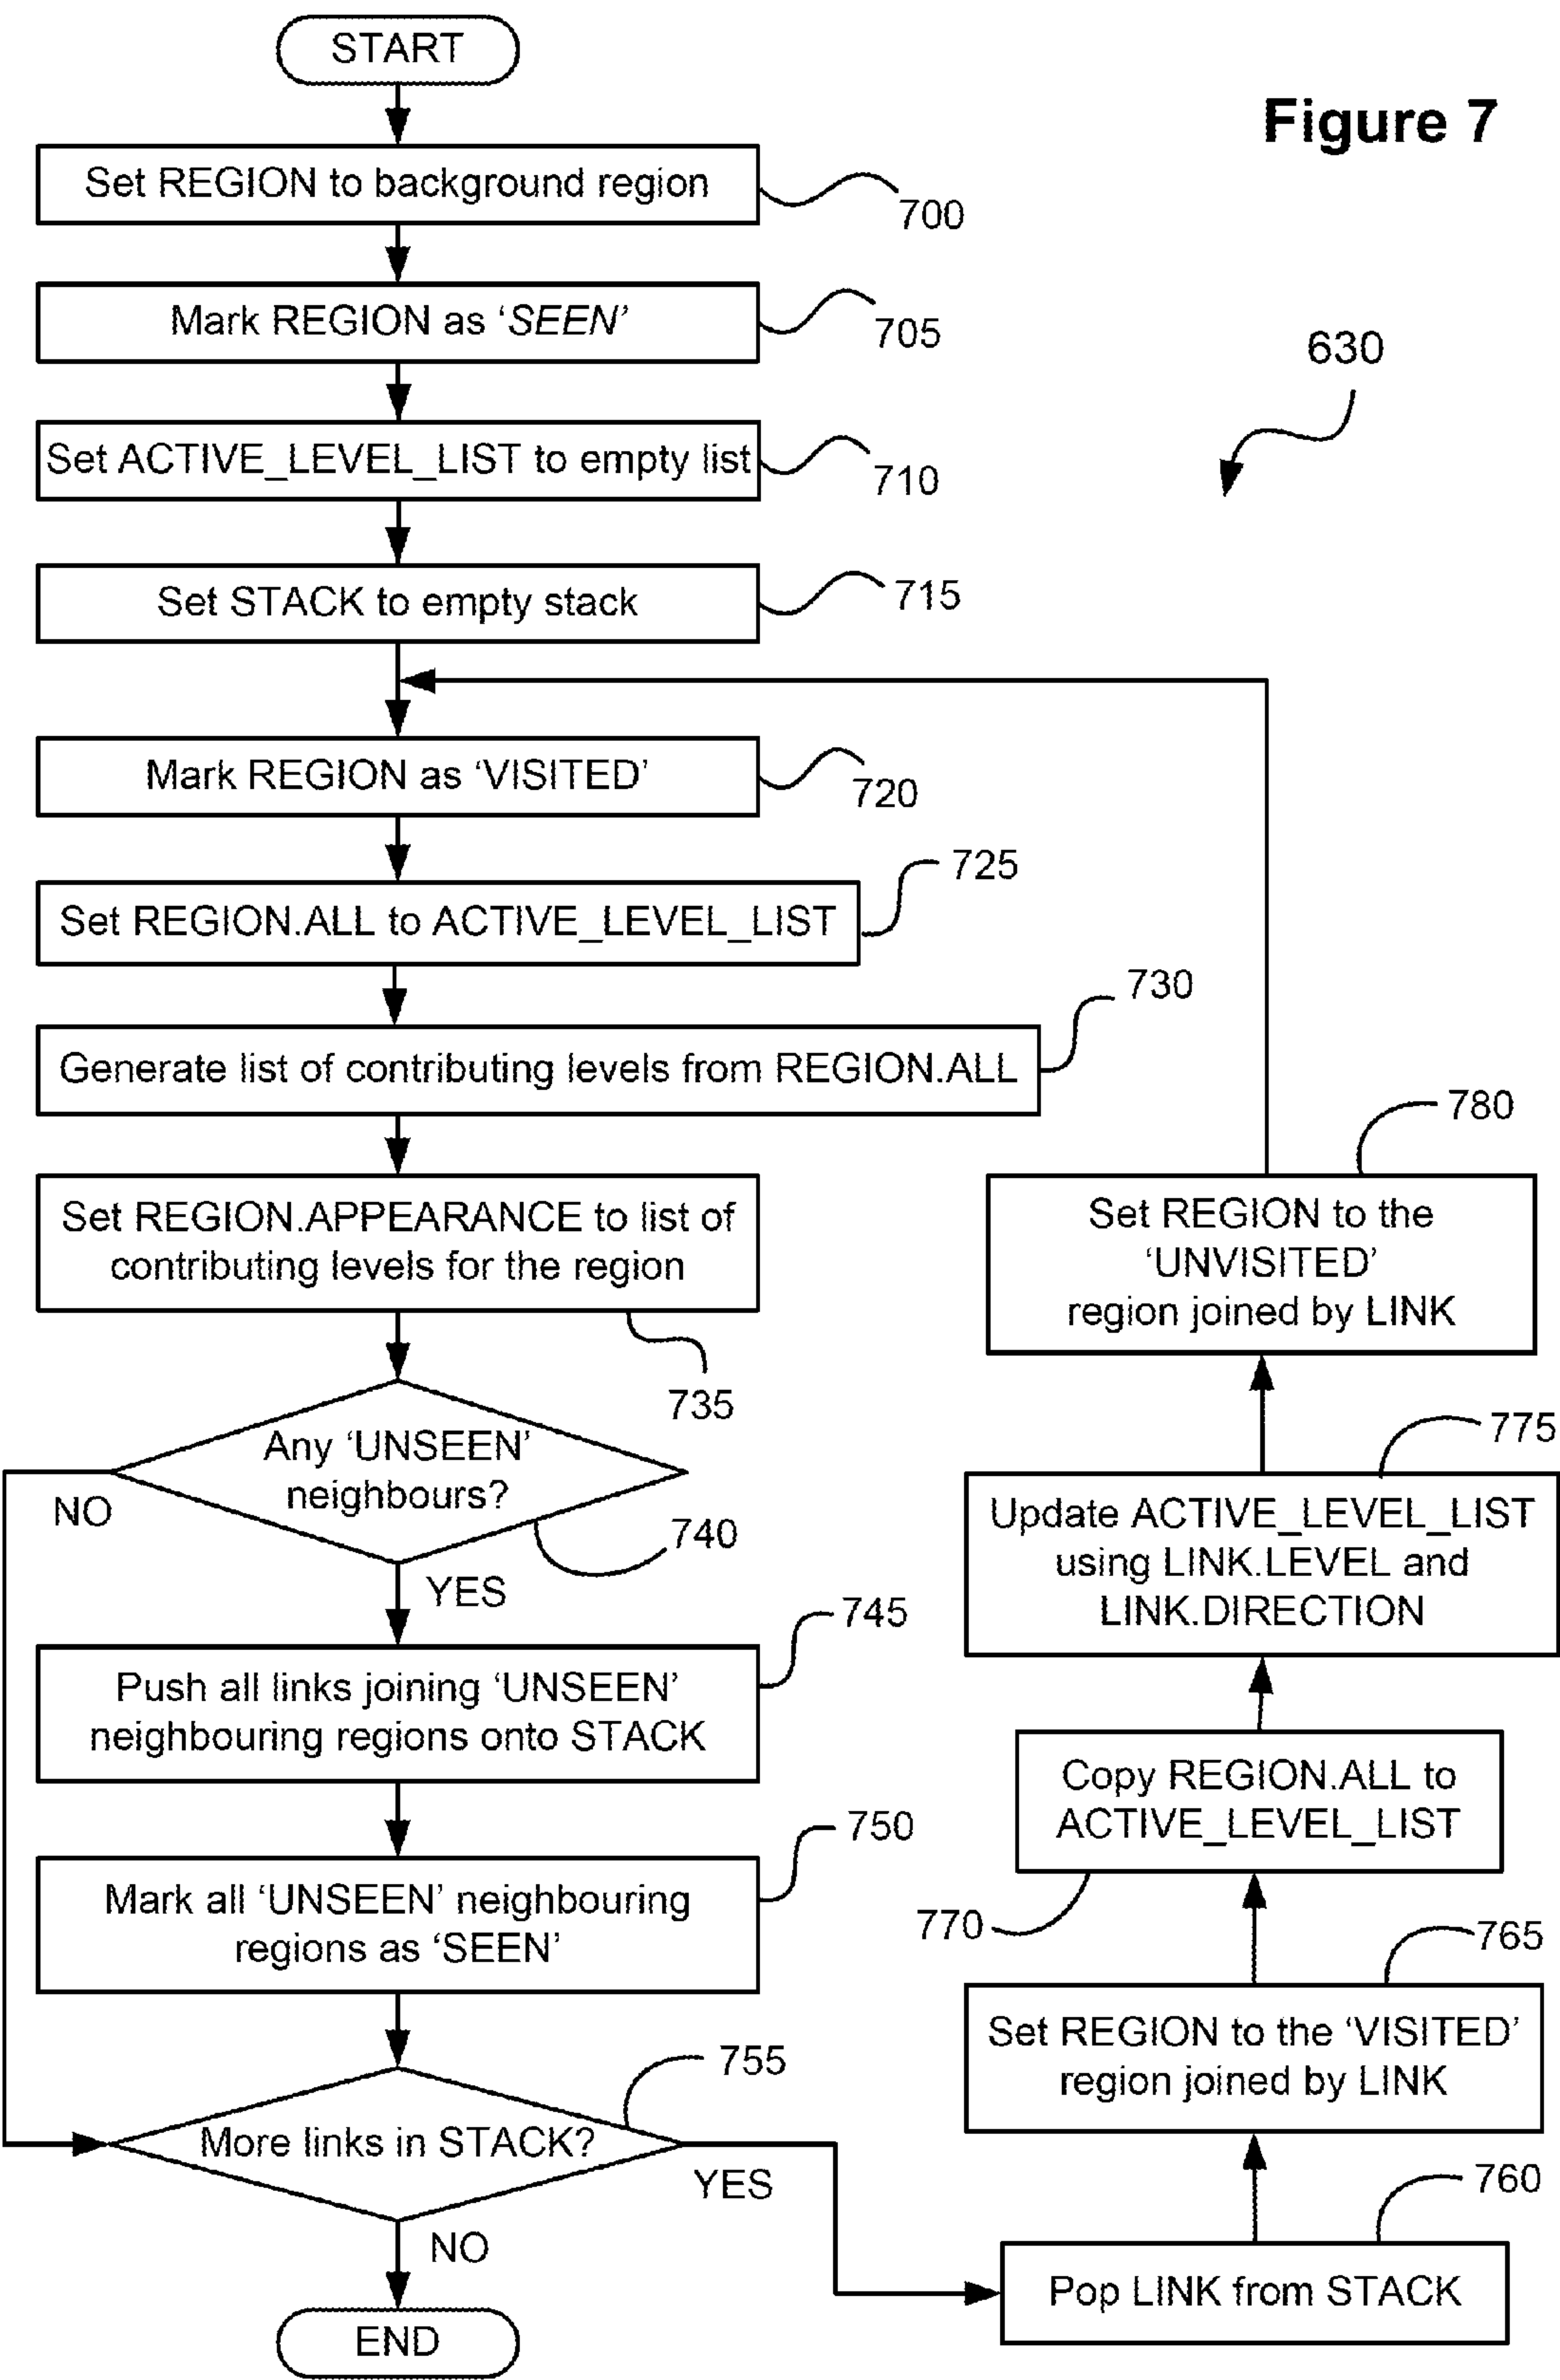 START
Figure 7
Set REGION to background region
700
Mark REGION as ‘SEEN’
705
630
Set ACTIVE_LEVEL_LIST to empty list
710
Set STACK to empty stack
715
Mark REGION as ‘VISITED’
720
725
Set REGION.ALL to ACTIVE_LEVEL_LIST
730
Generate list of contributing levels from REGION.ALL
Set REGION.APPEARANCE to list of
contributing levels for the region
735
Any ‘UNSEEN’
neighbours?
NO
740
YES
745
Push all links joining ‘UNSEEN’
neighbouring regions onto STACK
750
Mark all ‘UNSEEN’ neighbouring
regions as ‘SEEN’
755
More links in STACK?
YES
NO
END
760
Pop LINK from STACK
765
Set REGION to the ‘VISITED’
region joined by LINK
770
Copy REGION.ALL to
ACTIVE_LEVEL_LIST
775
Update ACTIVE_LEVEL_LIST
using LINK.LEVEL and
LINK.DIRECTION
780
Set REGION to the
‘UNVISITED’
region joined by LINK